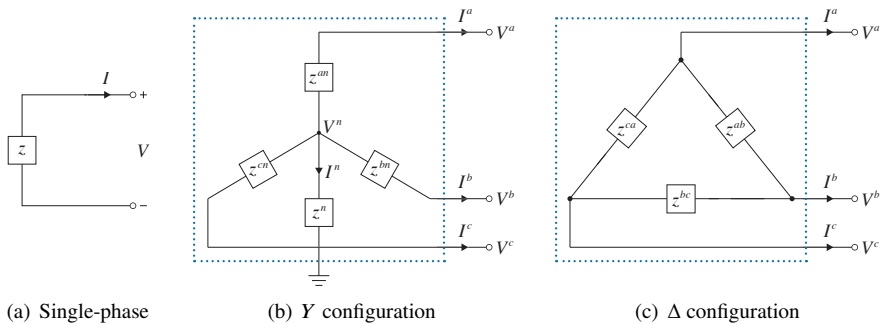 I
+
z
V
−
(a) Single-phase
I^a
V^a
z^{an}
V^n
z^{cn}
z^{bn}
I^n
z^n
I^b
V^b
I^c
V^c
(b) Y configuration
I^a
V^a
z^{ca}
z^{ab}
z^{bc}
I^b
V^b
I^c
V^c
(c) Δ configuration